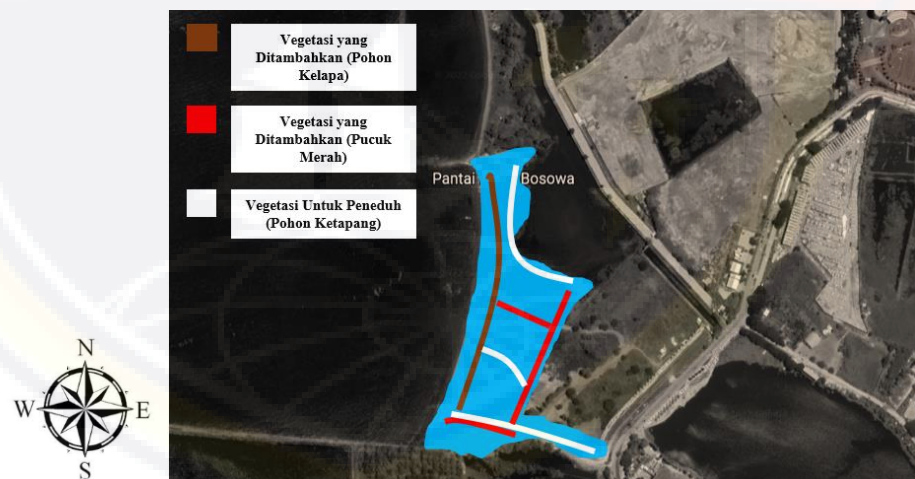 Vegetasi yang
Ditambahkan (Pohon
Kelapa)
Vegetasi yang
Ditambahkan (Pucuk
Merah)
Vegetasi Untuk Peneduh
(Pohon Ketapang)
Pantai Bosowa
N
W E
S